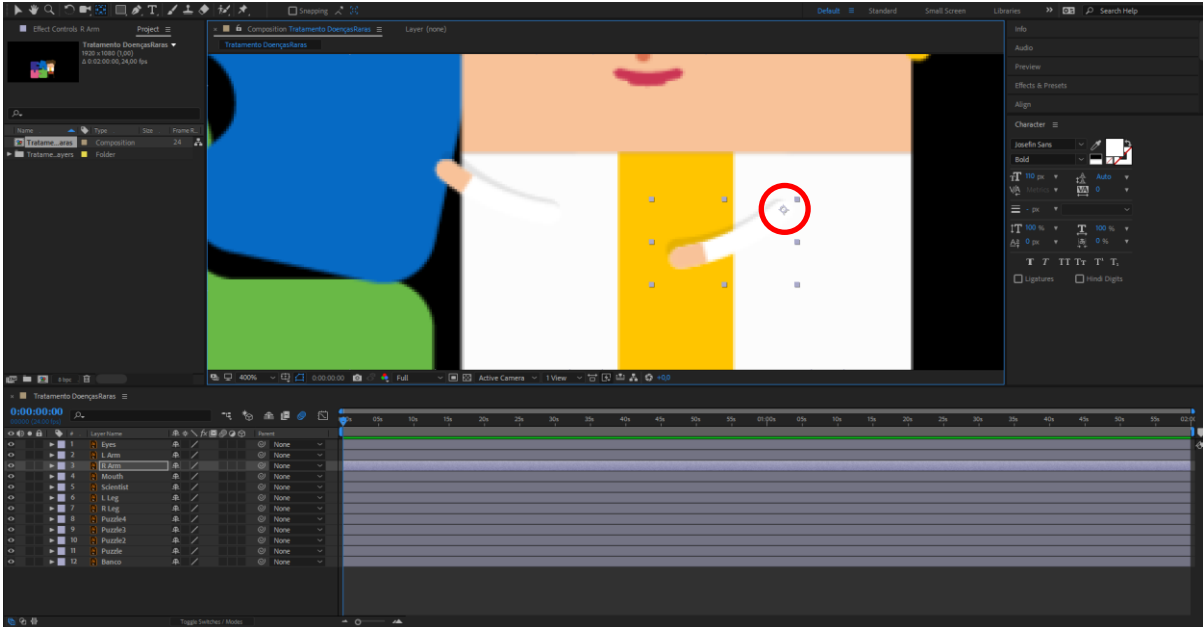 Snapping
Default
Standard
Small Screen
Libraries
Search Help
Effect Controls R Arm
Project
Composition Tratamento DoençasRaras
Layer (none)
Info
Tratamento DoençasRaras
Tratamento DoençasRaras
1920 x 1080 (1,00)
Δ 0:02:00:00, 24,00 fps
Audio
Preview
Effects & Presets
Align
Character
Name Type Size Frame R...
Tratame...aras Composition 24
Tratame...ayers Folder
Josefin Sans
Bold
110 px Auto
Metrics 0
- px
100 % 100 %
0 px 0 %
T T TT Tт T' T,
Ligatures Hindi Digits
8 bpc
400% 0:00:00:00 Full Active Camera 1 View +0,0
Tratamento DoençasRaras
0:00:00:00
05s 10s 15s 20s 25s 30s 35s 40s 45s 50s 55s 01:00s 05s 10s 15s 20s 25s 30s 35s 40s 45s 50s 55s 02:0
# Layer Name Parent
1 Eyes None
2 L Arm None
3 R Arm None
4 Mouth None
5 Scientist None
6 L Leg None
7 R Leg None
8 Puzzle4 None
9 Puzzle3 None
10 Puzzle2 None
11 Puzzle None
12 Banco None
Toggle Switches / Modes